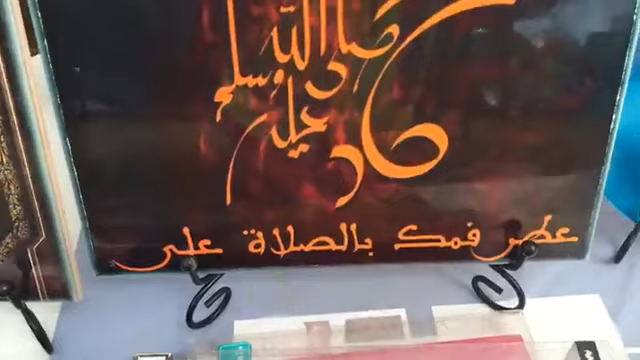 صلى الله
عليه وسلم
عطر فمك بالصلاة على